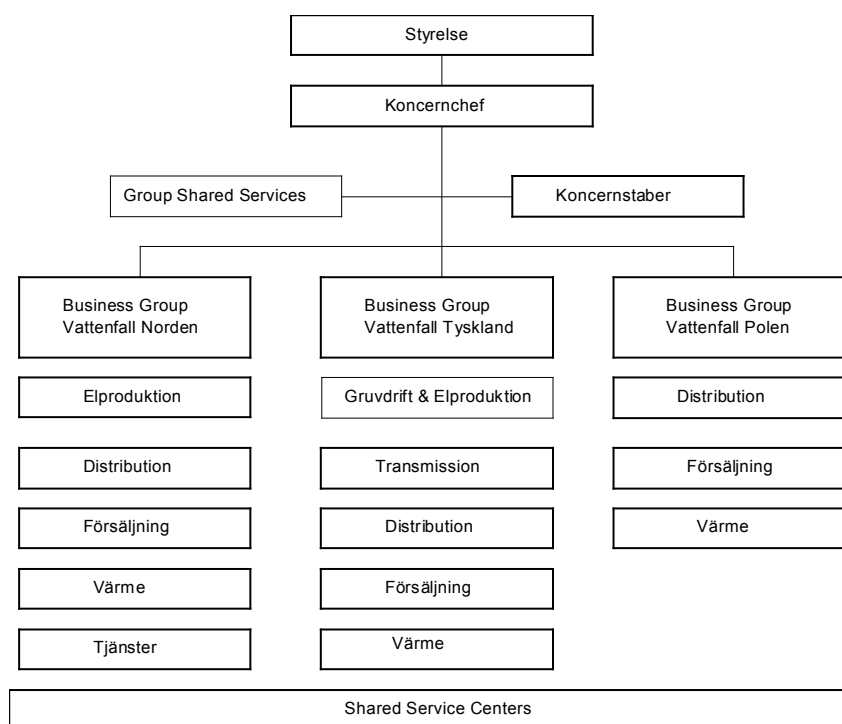 Styrelse
Koncernchef
Group Shared Services
Koncernstaber
Business Group
Vattenfall Norden
Business Group
Vattenfall Tyskland
Business Group
Vattenfall Polen
Elproduktion
Gruvdrift & Elproduktion
Distribution
Distribution
Transmission
Försäljning
Försäljning
Distribution
Värme
Värme
Försäljning
Tjänster
Värme
Shared Service Centers